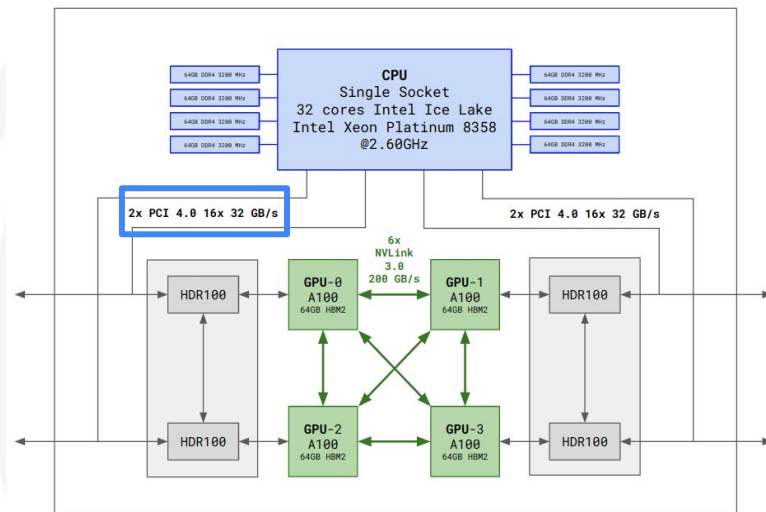 CPU
Single Socket
32 cores Intel Ice Lake
Intel Xeon Platinum 8358
@2.60GHz
64GB DDR4 3200 MHz
64GB DDR4 3200 MHz
64GB DDR4 3200 MHz
64GB DDR4 3200 MHz
64GB DDR4 3200 MHz
64GB DDR4 3200 MHz
64GB DDR4 3200 MHz
64GB DDR4 3200 MHz
2x PCI 4.0 16x 32 GB/s
2x PCI 4.0 16x 32 GB/s
6x
NVLink
3.0
200 GB/s
HDR100
GPU-0
A100
64GB HBM2
GPU-1
A100
64GB HBM2
HDR100
HDR100
GPU-2
A100
64GB HBM2
GPU-3
A100
64GB HBM2
HDR100